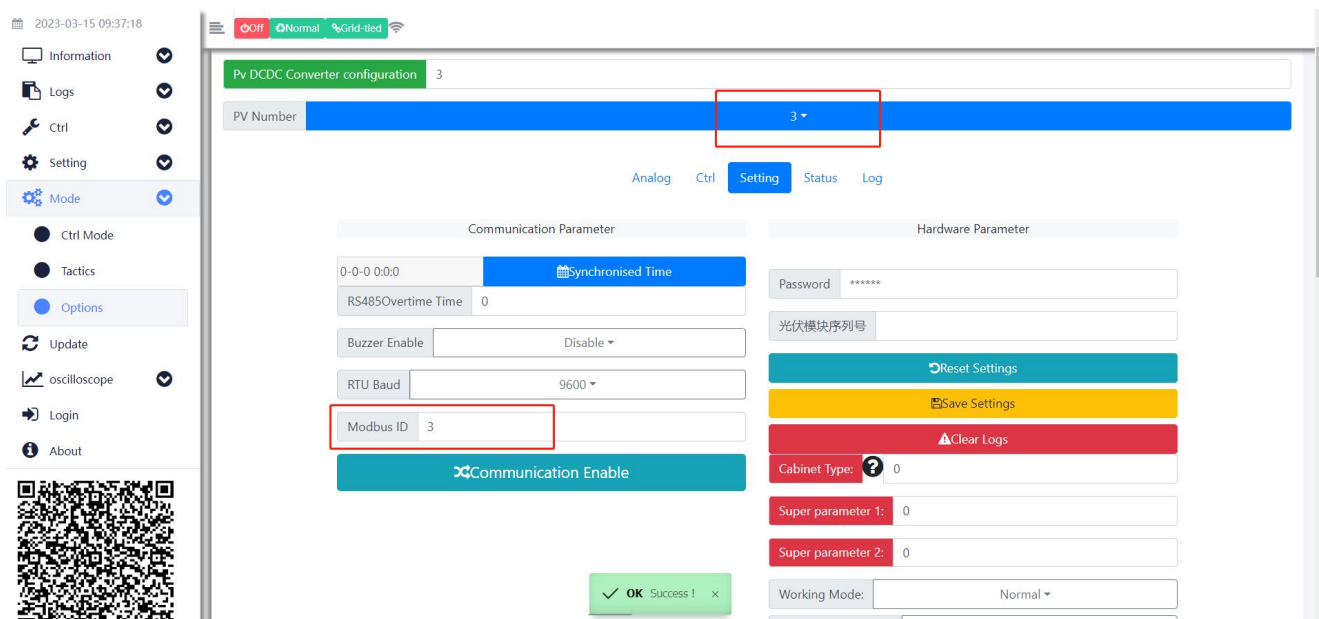 2023-03-15 09:37:18
Information
Logs
Ctrl
Setting
Mode
Ctrl Mode
Tactics
Options
Update
oscilloscope
Login
About
Off Normal Grid-tied
Pv DCDC Converter configuration 3
PV Number 3
Analog Ctrl Setting Status Log
Communication Parameter
0-0-0 0:0:0 Synchronised Time
RS485Overtime Time 0
Buzzer Enable Disable
RTU Baud 9600
Modbus ID 3
Communication Enable
Hardware Parameter
Password ******
光伏模块序列号
Reset Settings
Save Settings
Clear Logs
Cabinet Type: ? 0
Super parameter 1: 0
Super parameter 2: 0
Working Mode: Normal
OK Success ! ×